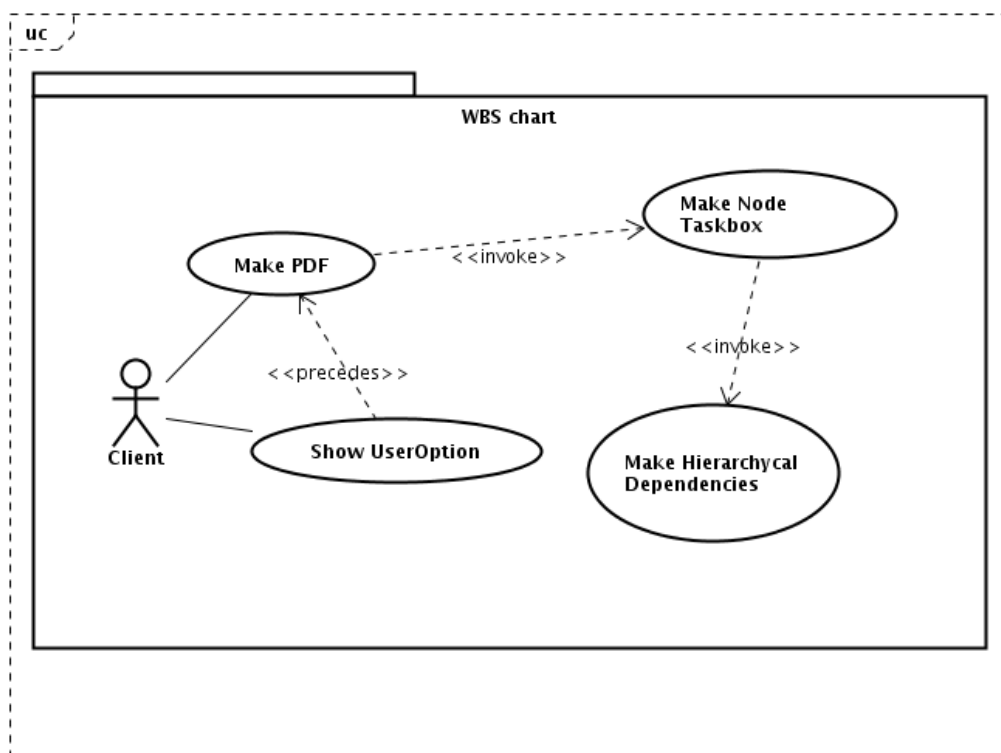 uc
WBS chart
Make Node
Taskbox
<<invoke>>
Make PDF
<<invoke>>
<<precedes>>
Show UserOption
Client
Make Hierarchycal
Dependencies